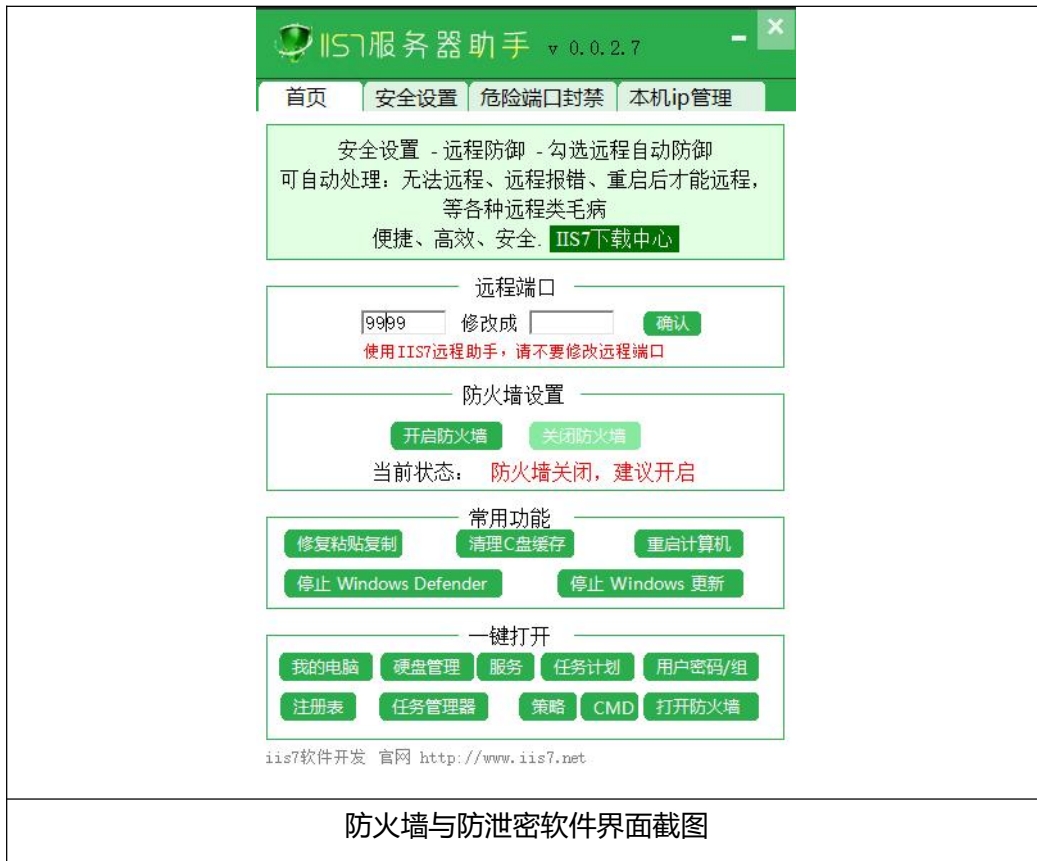 IIS7服务器助手 v 0.0.2.7
首页 安全设置 危险端口封禁 本机ip管理
安全设置 - 远程防御 - 勾选远程自动防御
可自动处理：无法远程、远程报错、重启后才能远程，
等各种远程类毛病
便捷、高效、安全. IIS7下载中心
远程端口
9999 修改成 确认
使用IIS7远程助手，请不要修改远程端口
防火墙设置
开启防火墙 关闭防火墙
当前状态： 防火墙关闭，建议开启
常用功能
修复粘贴复制 清理C盘缓存 重启计算机
停止 Windows Defender 停止 Windows 更新
一键打开
我的电脑 硬盘管理 服务 任务计划 用户密码/组
注册表 任务管理器 策略 CMD 打开防火墙
iis7软件开发 官网 http://www.iis7.net
防火墙与防泄密软件界面截图